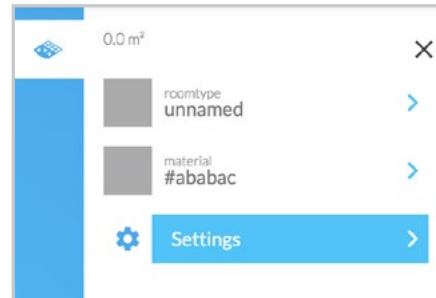 0.0 m²
roomtype
unnamed
material
#ababac
Settings